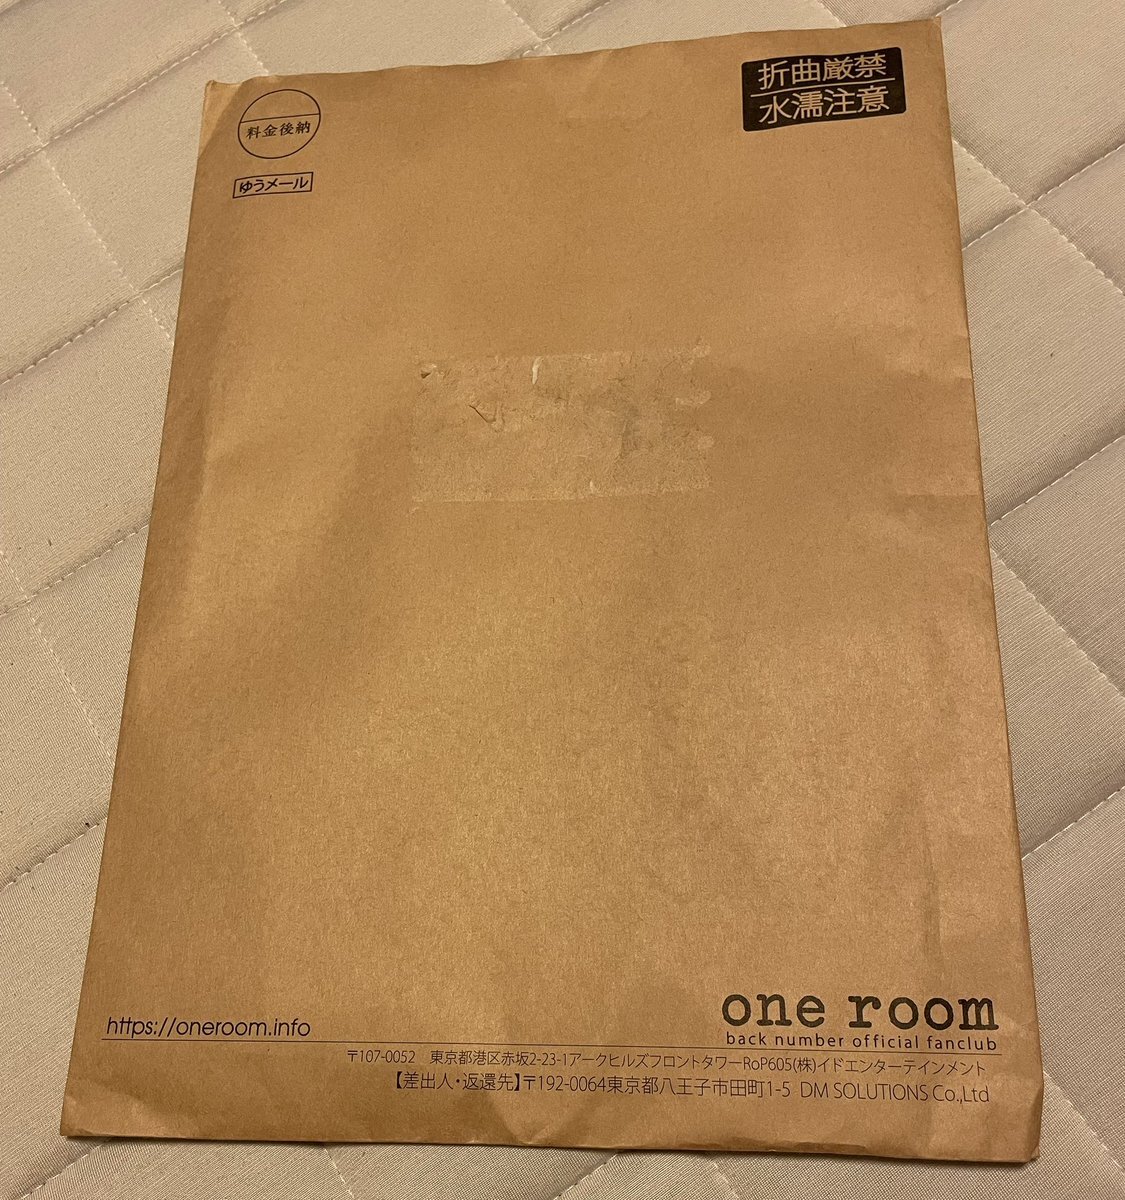 料金後納
ゆうメール
折曲厳禁
水濡注意
https://oneroom.info
one room
back number official fanclub
〒107-0052 東京都港区赤坂2-23-1アークヒルズフロントタワーRoP605(株)イドエンターテインメント
【差出人・返還先】〒192-0064東京都八王子市田町1-5 DM SOLUTIONS Co.,Ltd